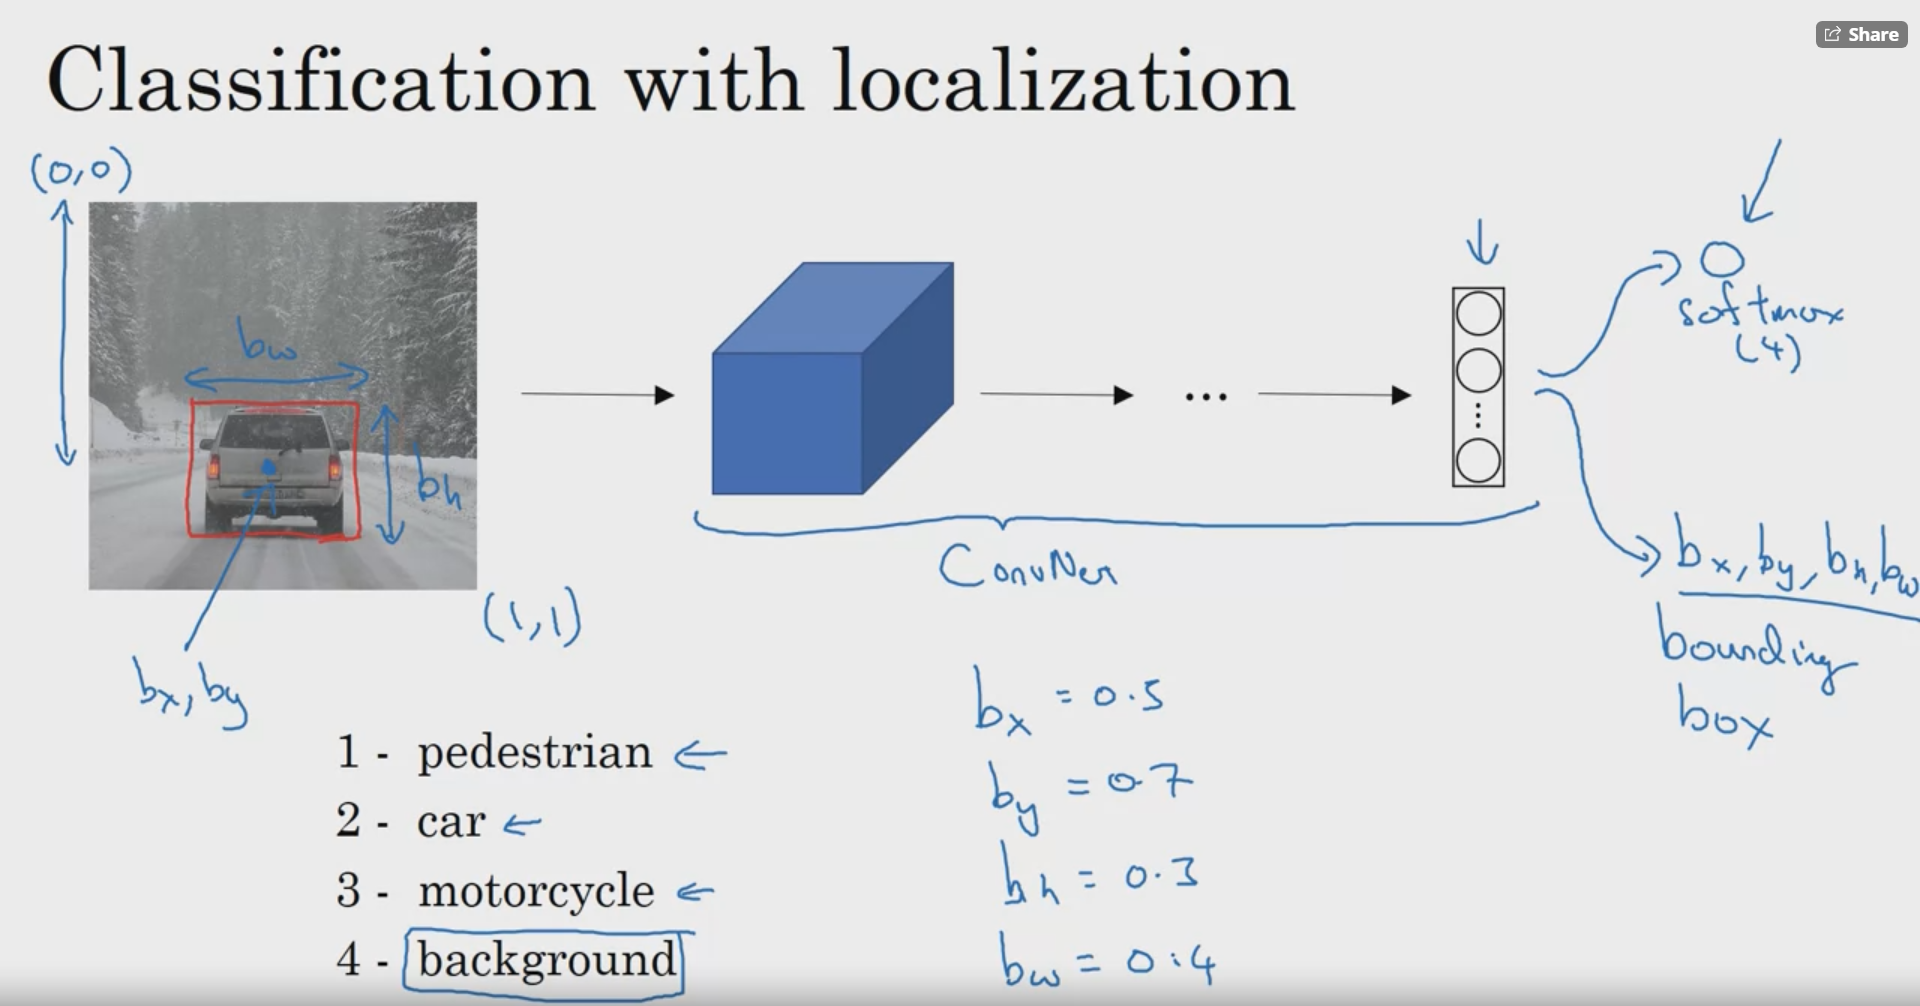 Share
Classification with localization
(0,0)
bw
bh
bx, by
(1,1)
...
ConvNet
softmax
(4)
bx, by, bh, bw
bounding
box
1 - pedestrian
2 - car
3 - motorcycle
4 - background
bx = 0.5
by = 0.7
bh = 0.3
bw = 0.4